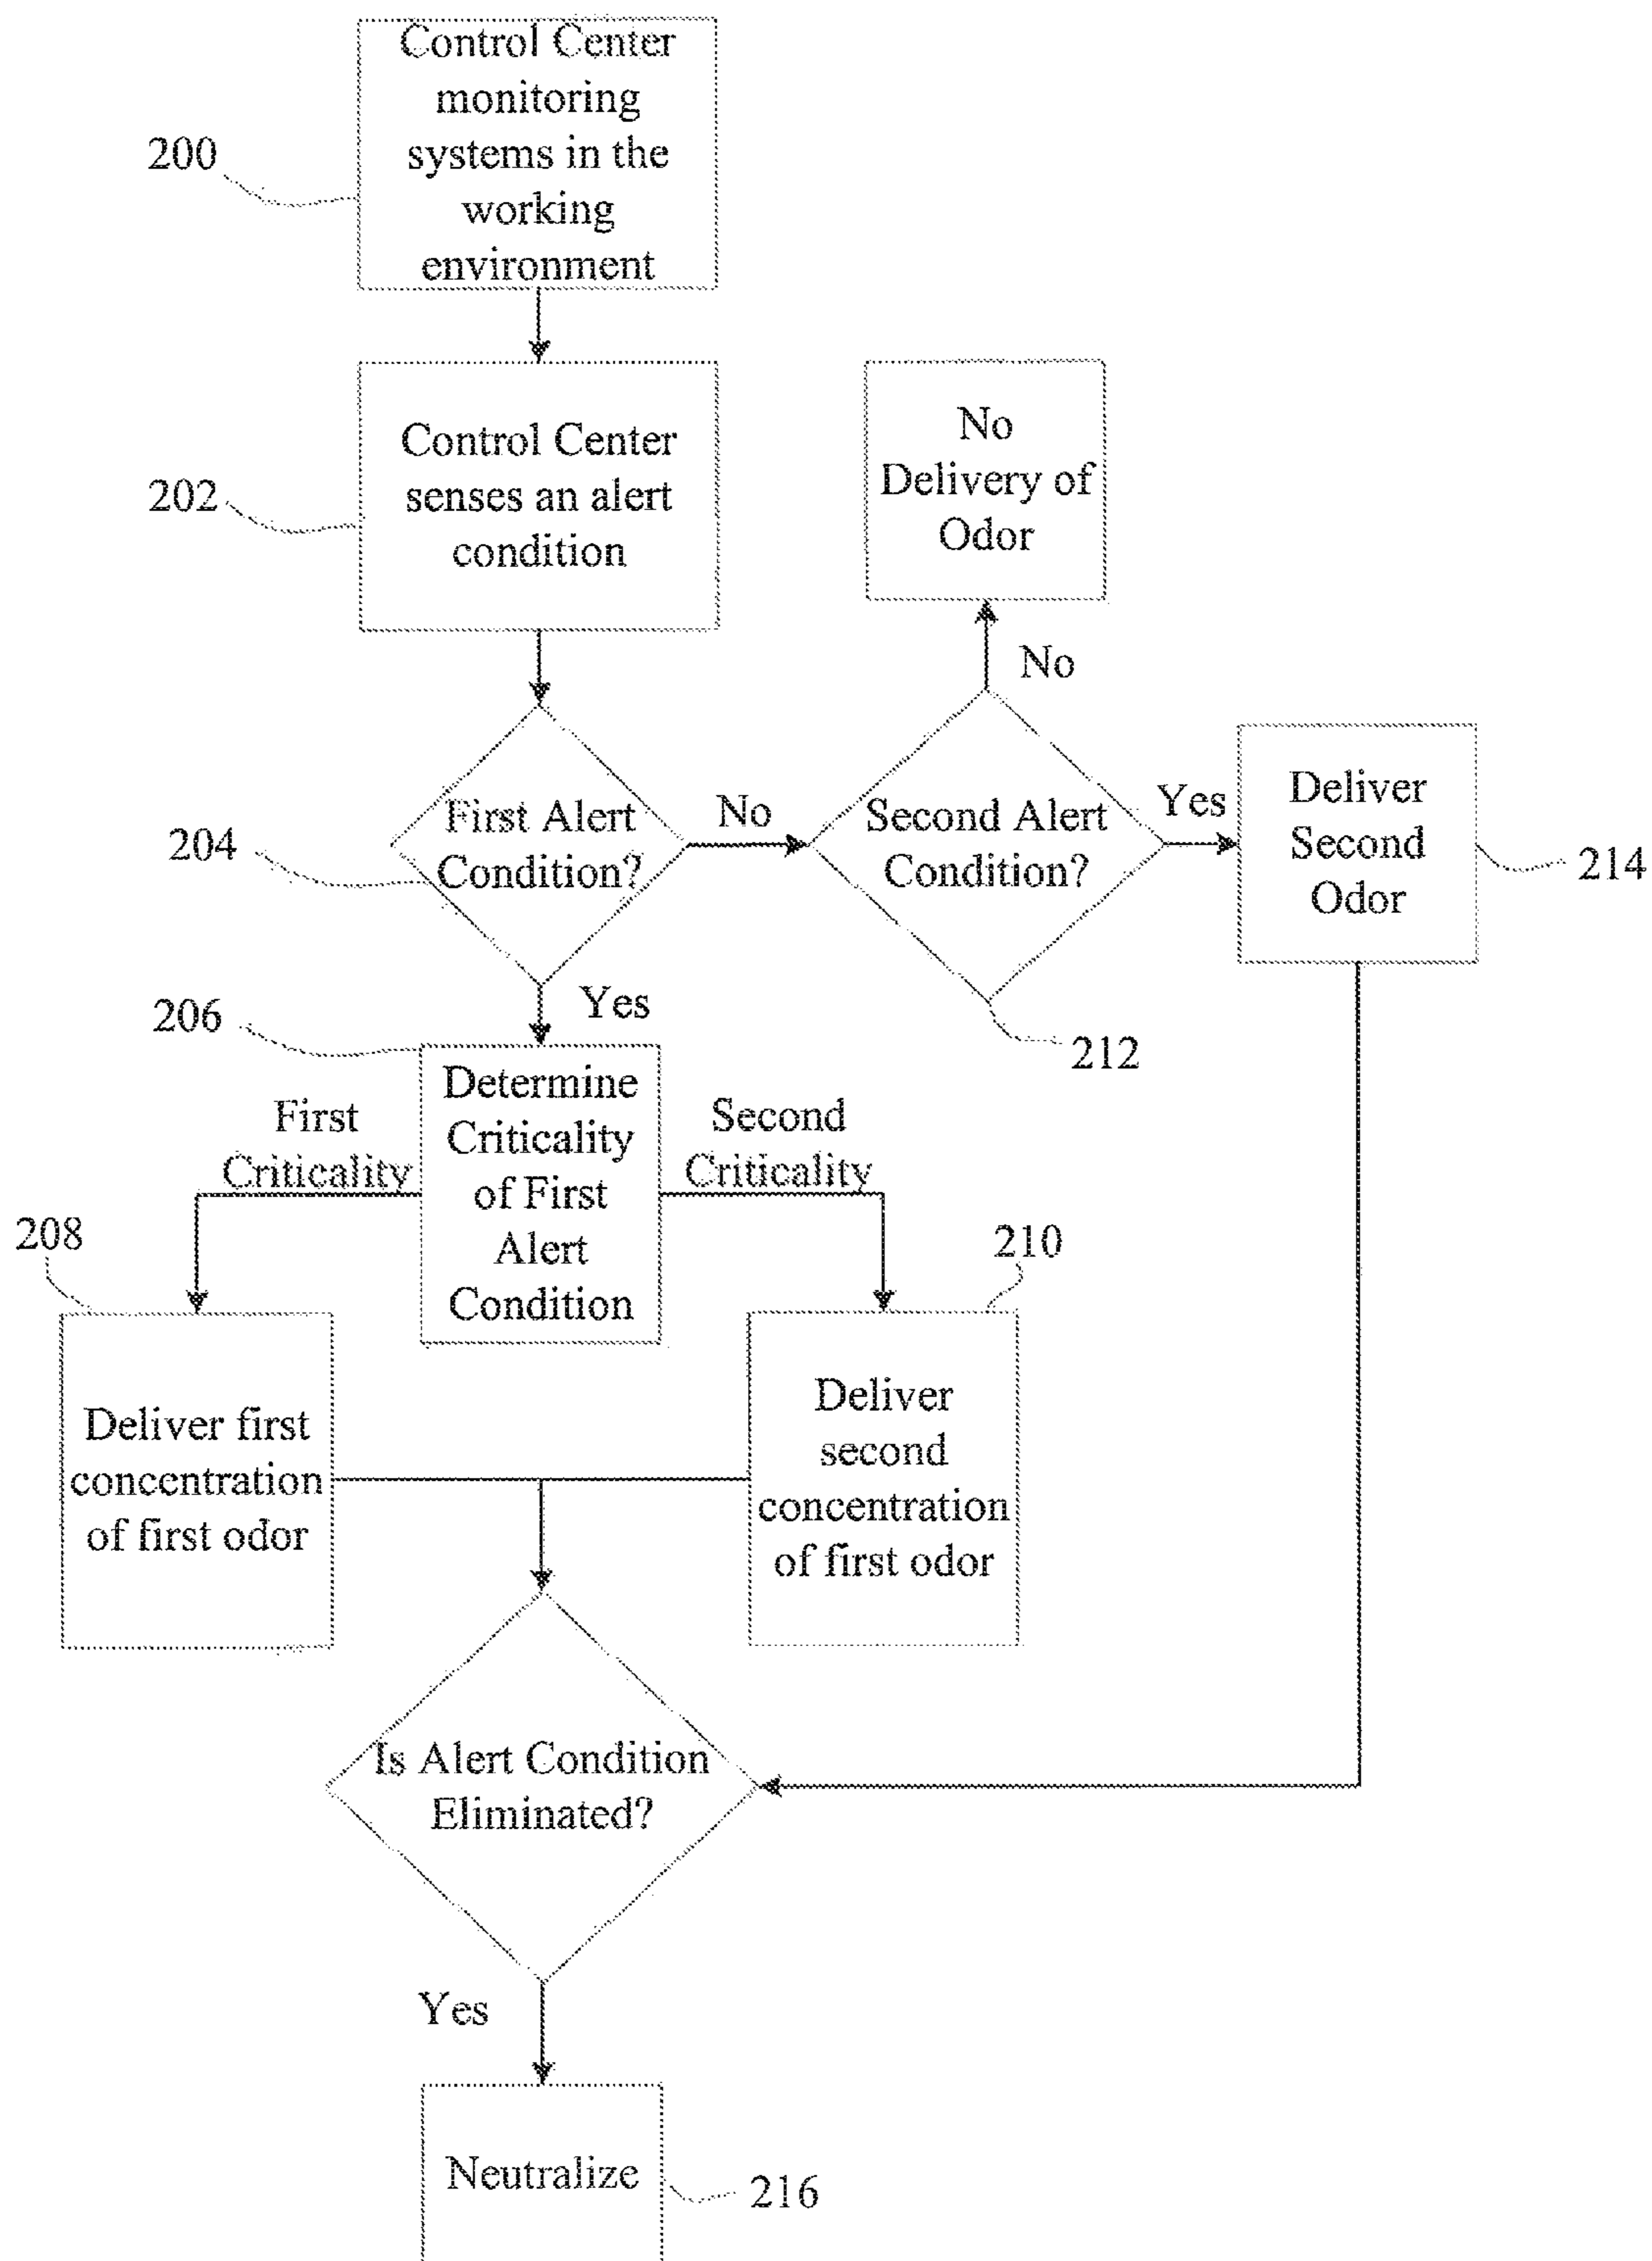 Control Center
monitoring
systems in the
working
environment
200
Control Center
senses an alert
condition
202
No
Delivery of
Odor
No
First Alert
Condition?
204
No
Second Alert
Condition?
212
Yes
Deliver
Second
Odor
214
Yes
206
Determine
Criticality
of First
Alert
Condition
First
Criticality
Second
Criticality
208
210
Deliver first
concentration
of first odor
Deliver
second
concentration
of first odor
Is Alert Condition
Eliminated?
Yes
Neutralize
216